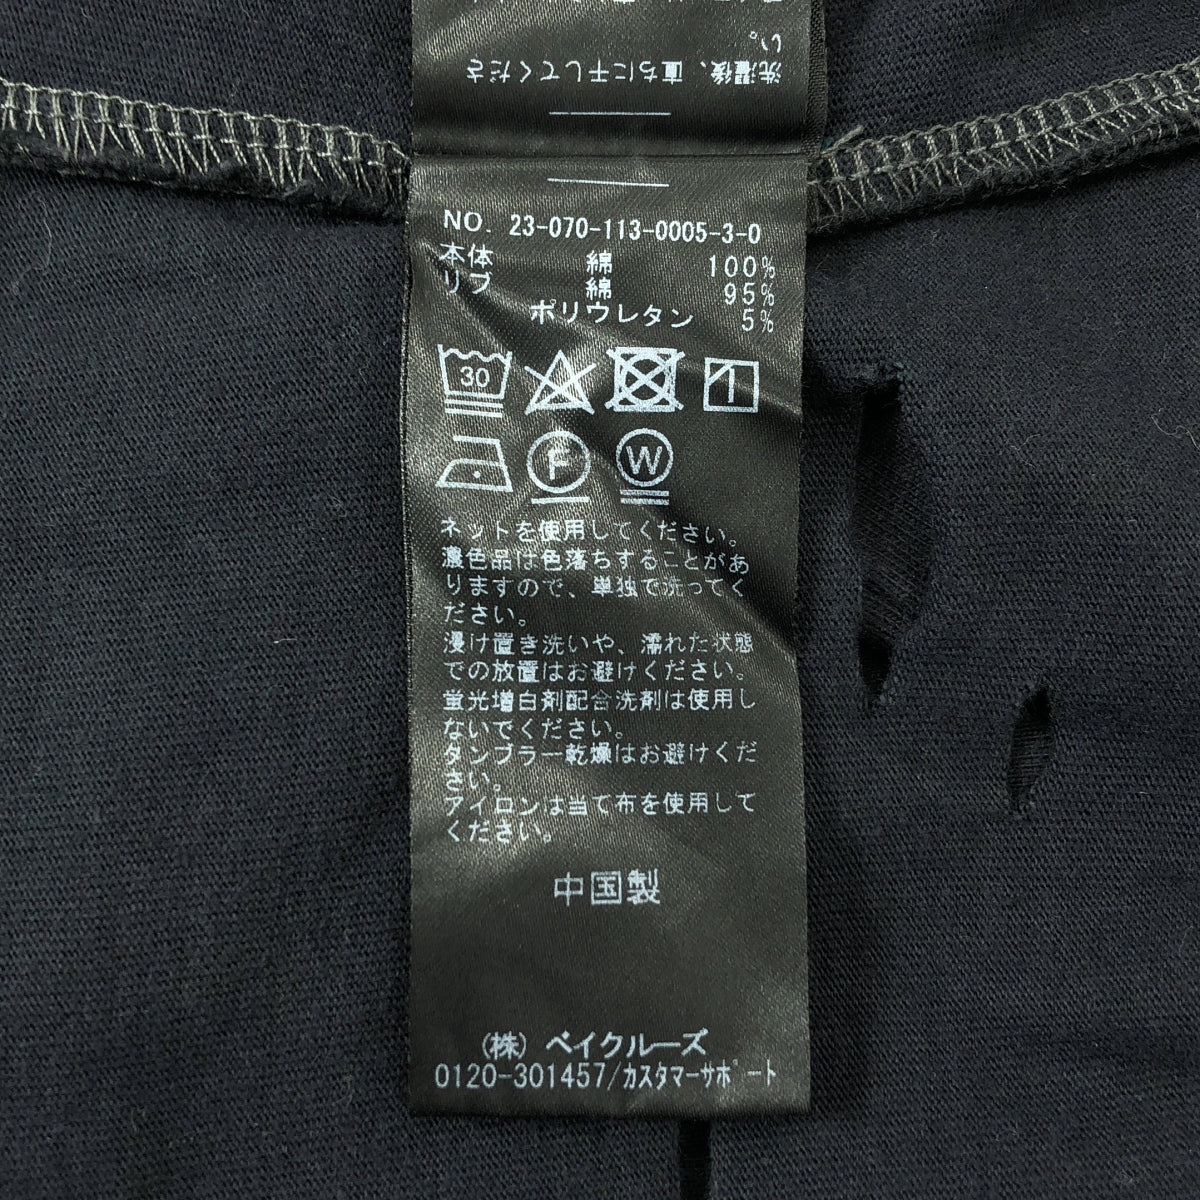 洗濯後、直ちに干してくださ
い。
NO. 23-070-113-0005-3-0
本体 綿 100%
リブ 綿 95%
ポリウレタン 5%
30
F W
ネットを使用してください。
濃色品は色落ちすることがあ
りますので、単独で洗ってく
ださい。
浸け置き洗いや、濡れた状態
での放置はお避けください。
蛍光増白剤配合洗剤は使用し
ないでください。
タンブラー乾燥はお避けくだ
さい。
アイロンは当て布を使用して
ください。
中国製
(株) ベイクルーズ
0120-301457/カスタマーサポート